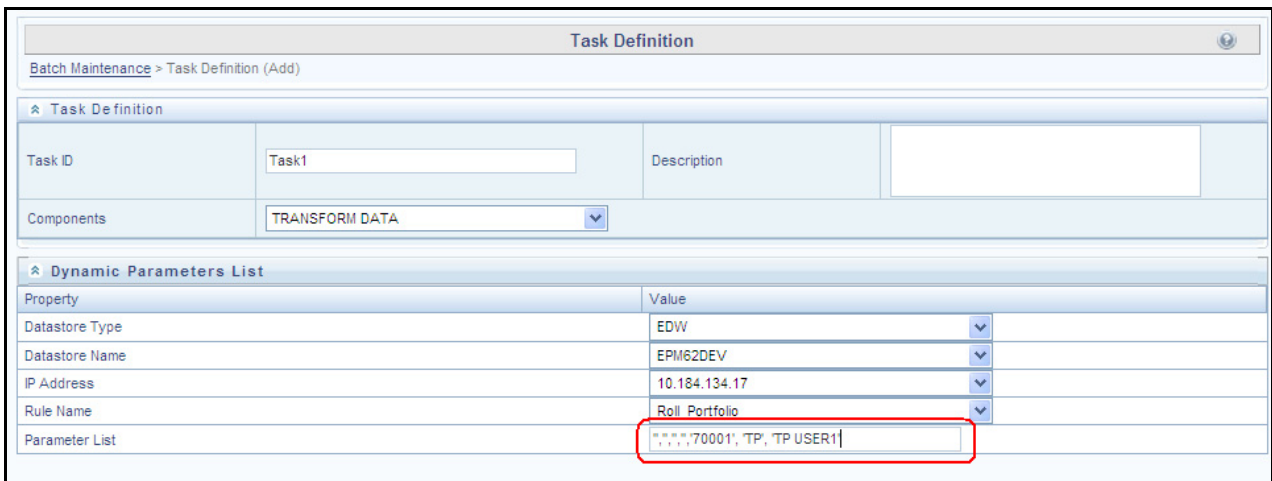 Task Definition
Batch Maintenance > Task Definition (Add)
Task Definition
Task ID Task1 Description
Components TRANSFORM DATA
Dynamic Parameters List
Property Value
Datastore Type EDW
Datastore Name EPM62DEV
IP Address 10.184.134.17
Rule Name Roll_Portfolio
Parameter List '','','','','70001', 'TP', 'TP USER1'